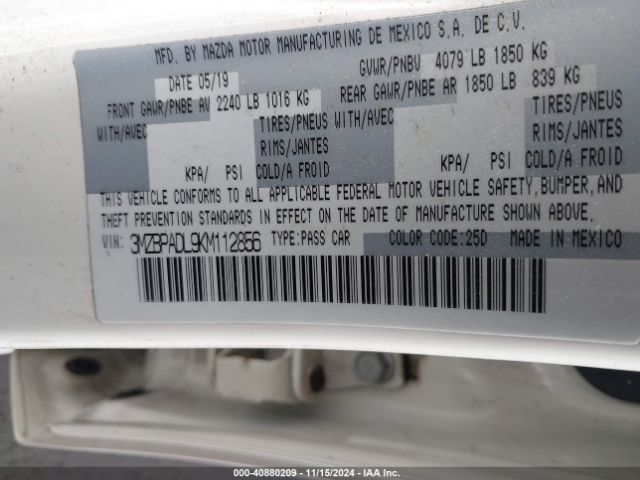 MFD. BY MAZDA MOTOR MANUFACTURING DE MEXICO S.A. DE C.V.
DATE 05/19 GVWR/PNBV 4079 LB 1850 KG
FRONT GAWR/PNBE AV 2240 LB 1016 KG REAR GAWR/PNBE AR 1850 LB 839 KG
WITH/AVEC TIRES/PNEUS WITH/AVEC TIRES/PNEUS
RIMS/JANTES RIMS/JANTES
KPA/ PSI COLD/A FROID KPA/ PSI COLD/A FROID
THIS VEHICLE CONFORMS TO ALL APPLICABLE FEDERAL MOTOR VEHICLE SAFETY, BUMPER, AND
THEFT PREVENTION STANDARDS IN EFFECT ON THE DATE OF MANUFACTURE SHOWN ABOVE.
VIN: 3MZBPADL9KM112856 TYPE:PASS CAR COLOR CODE:25D MADE IN MEXICO
000-40880209 - 11/15/2024 - IAA Inc.